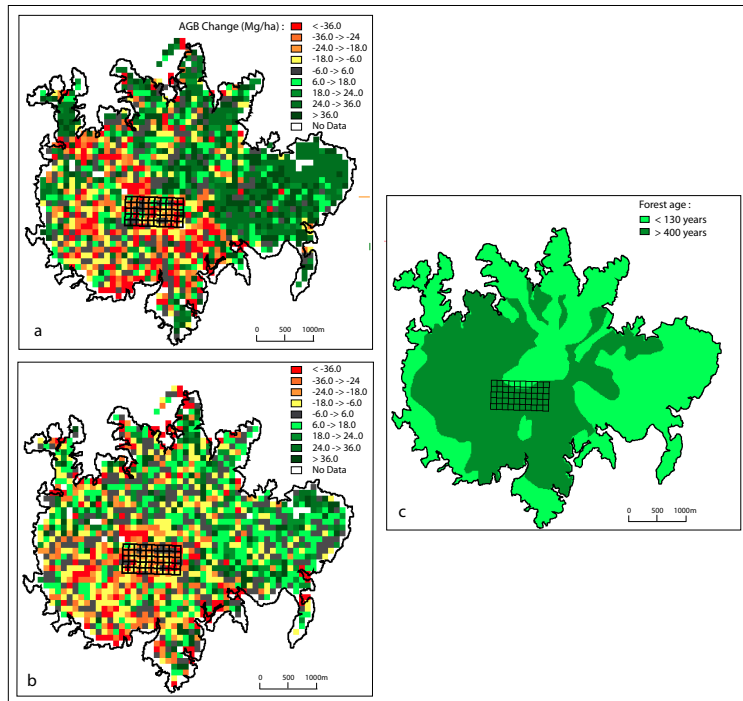 AGB Change (Mg/ha) :
< -36.0
-36.0 -> -24
-24.0 -> -18.0
-18.0 -> -6.0
-6.0 -> 6.0
6.0 -> 18.0
18.0 -> 24..0
24.0 -> 36.0
> 36.0
No Data
0 500 1000m
a
< -36.0
-36.0 -> -24
-24.0 -> -18.0
-18.0 -> -6.0
-6.0 -> 6.0
6.0 -> 18.0
18.0 -> 24..0
24.0 -> 36.0
> 36.0
No Data
0 500 1000m
b
Forest age :
< 130 years
> 400 years
0 500 1000m
c